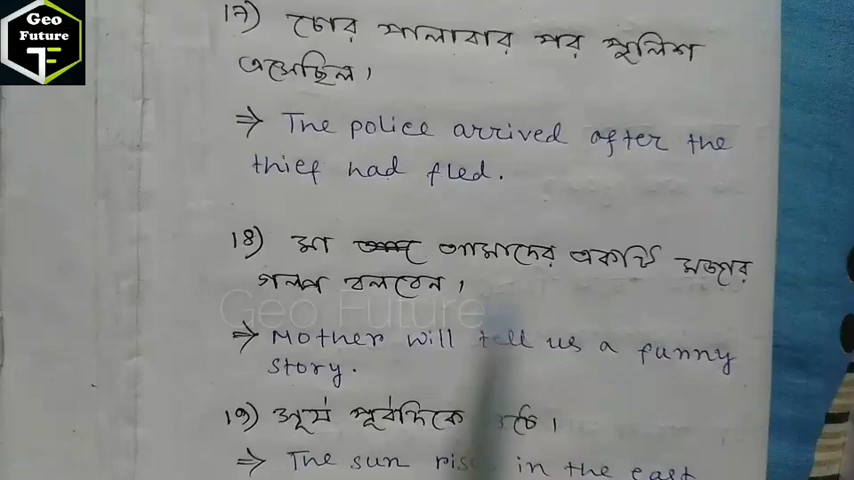 Geo
Future
17) চোর পালাবার পর পুলিশ
এসেছিল।
⇒ The police arrived after the
thief had fled.
18) মা আমাদের একটি মজার
গল্প বলবেন।
Geo Future
⇒ Mother will tell us a funny
story.
19) সূর্য পূর্বদিকে ওঠে।
⇒ The sun rises in the east